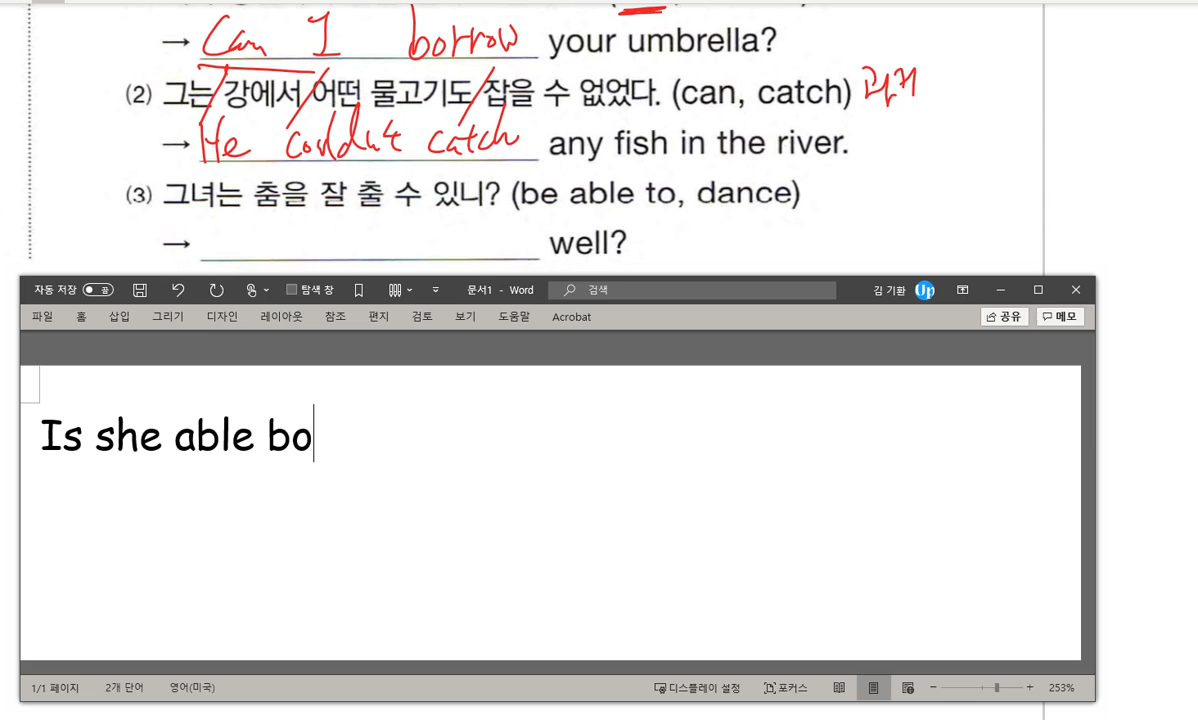 → Can I borrow your umbrella?
(2) 그는 강에서 어떤 물고기도 잡을 수 없었다. (can, catch) 과거
→ He couldn't catch any fish in the river.
(3) 그녀는 춤을 잘 출 수 있니? (be able to, dance)
→ well?
자동 저장 끔 탐색 창 문서1 - Word 검색 김 기환 Up
파일 홈 삽입 그리기 디자인 레이아웃 참조 편지 검토 보기 도움말 Acrobat 공유 메모
Is she able bo
1/1 페이지 2개 단어 영어(미국) 디스플레이 설정 포커스 253%